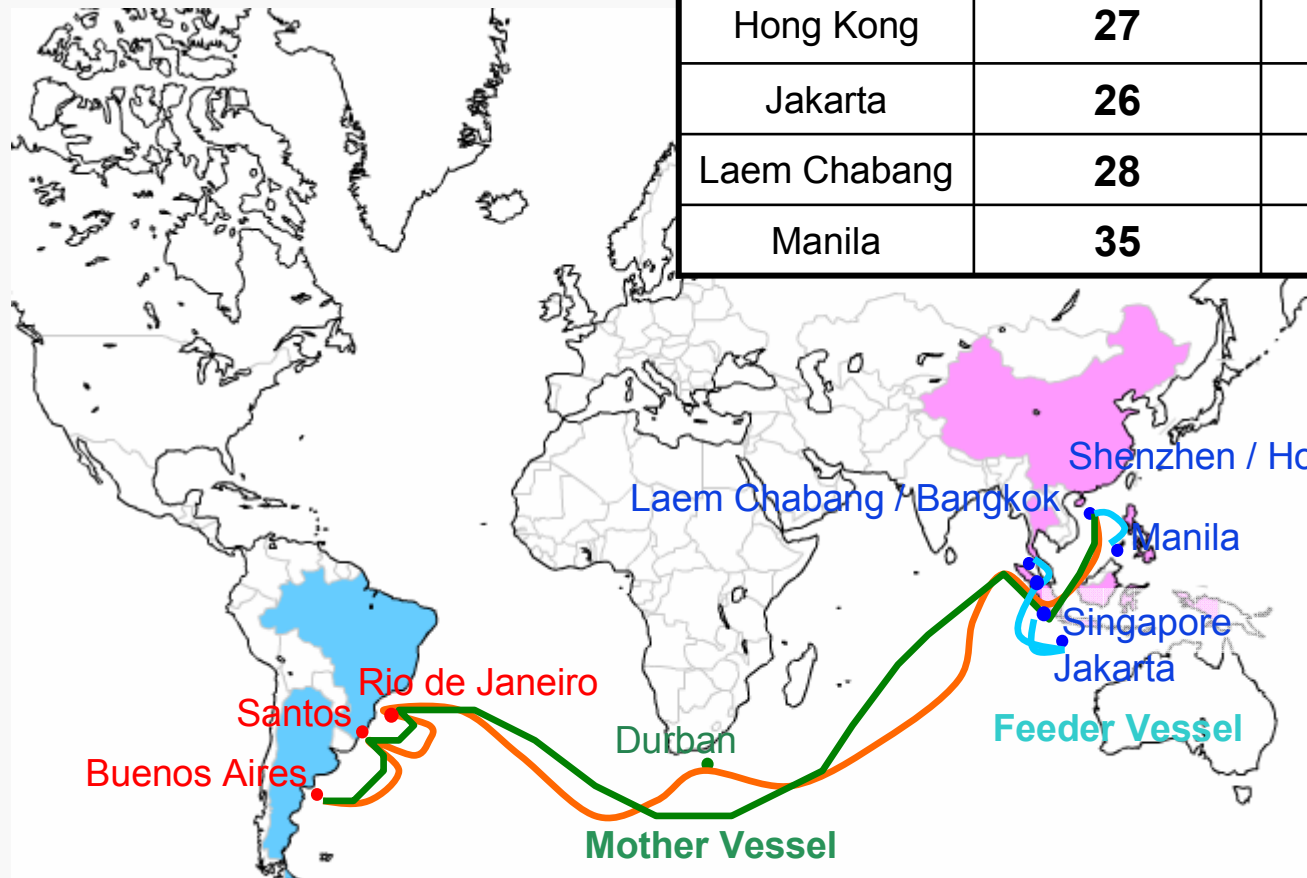 Hong Kong 27
Jakarta 26
Laem Chabang 28
Manila 35
Shenzhen /
Laem Chabang / Bangkok
Manila
Singapore
Jakarta
Rio de Janeiro
Santos
Durban
Feeder Vessel
Buenos Aires
Mother Vessel